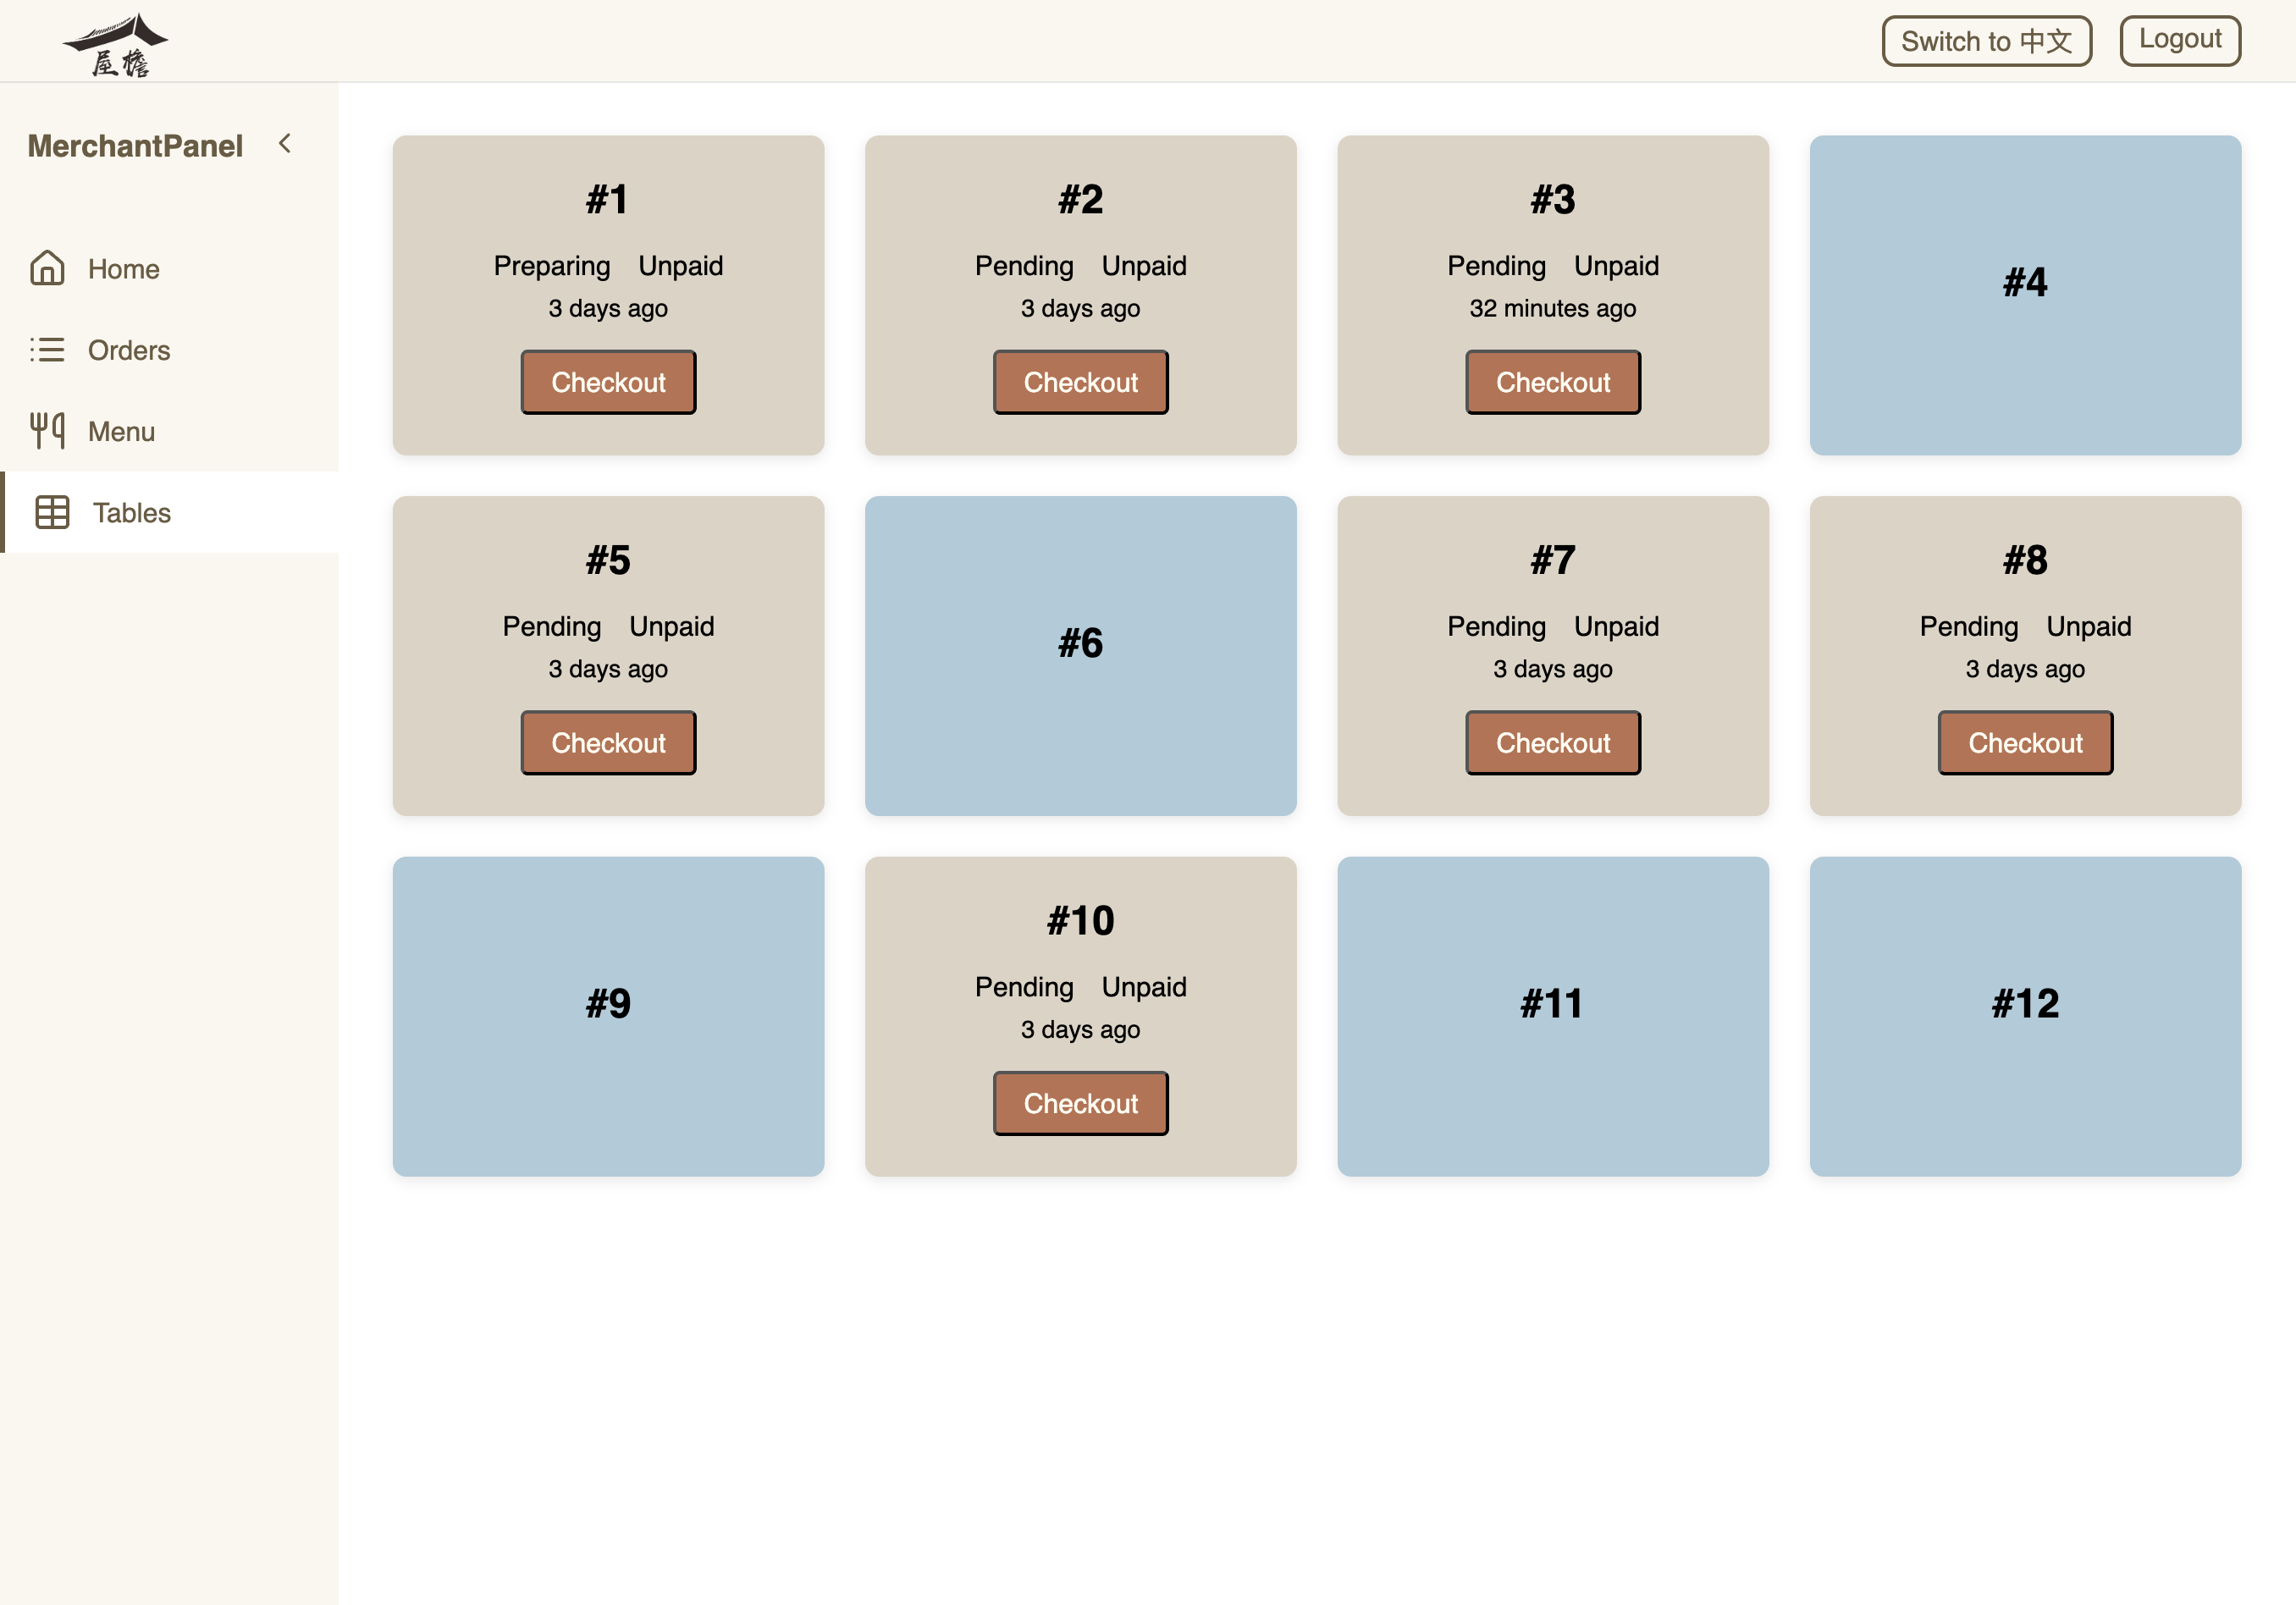 屋檐
Switch to 中文
Logout
MerchantPanel
Home
Orders
Menu
Tables
#1
Preparing Unpaid
3 days ago
Checkout
#2
Pending Unpaid
3 days ago
Checkout
#3
Pending Unpaid
32 minutes ago
Checkout
#4
#5
Pending Unpaid
3 days ago
Checkout
#6
#7
Pending Unpaid
3 days ago
Checkout
#8
Pending Unpaid
3 days ago
Checkout
#9
#10
Pending Unpaid
3 days ago
Checkout
#11
#12